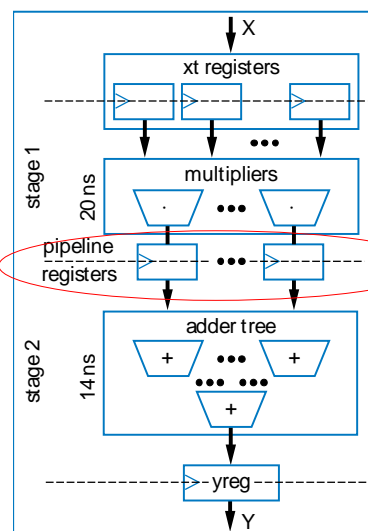 X
xt registers
stage 1
20 ns
multipliers
·
·
pipeline
registers
stage 2
14 ns
adder tree
+
+
+
yreg
Y